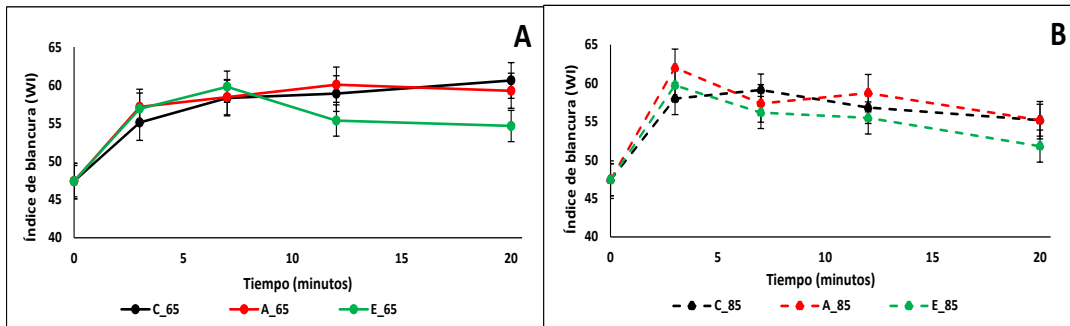 A
Índice de blancura (WI)
65
60
55
50
45
40
0
5
10
15
20
Tiempo (minutos)
C_65
A_65
E_65
B
Índice de blancura (WI)
65
60
55
50
45
40
0
5
10
15
20
Tiempo (minutos)
C_85
A_85
E_85